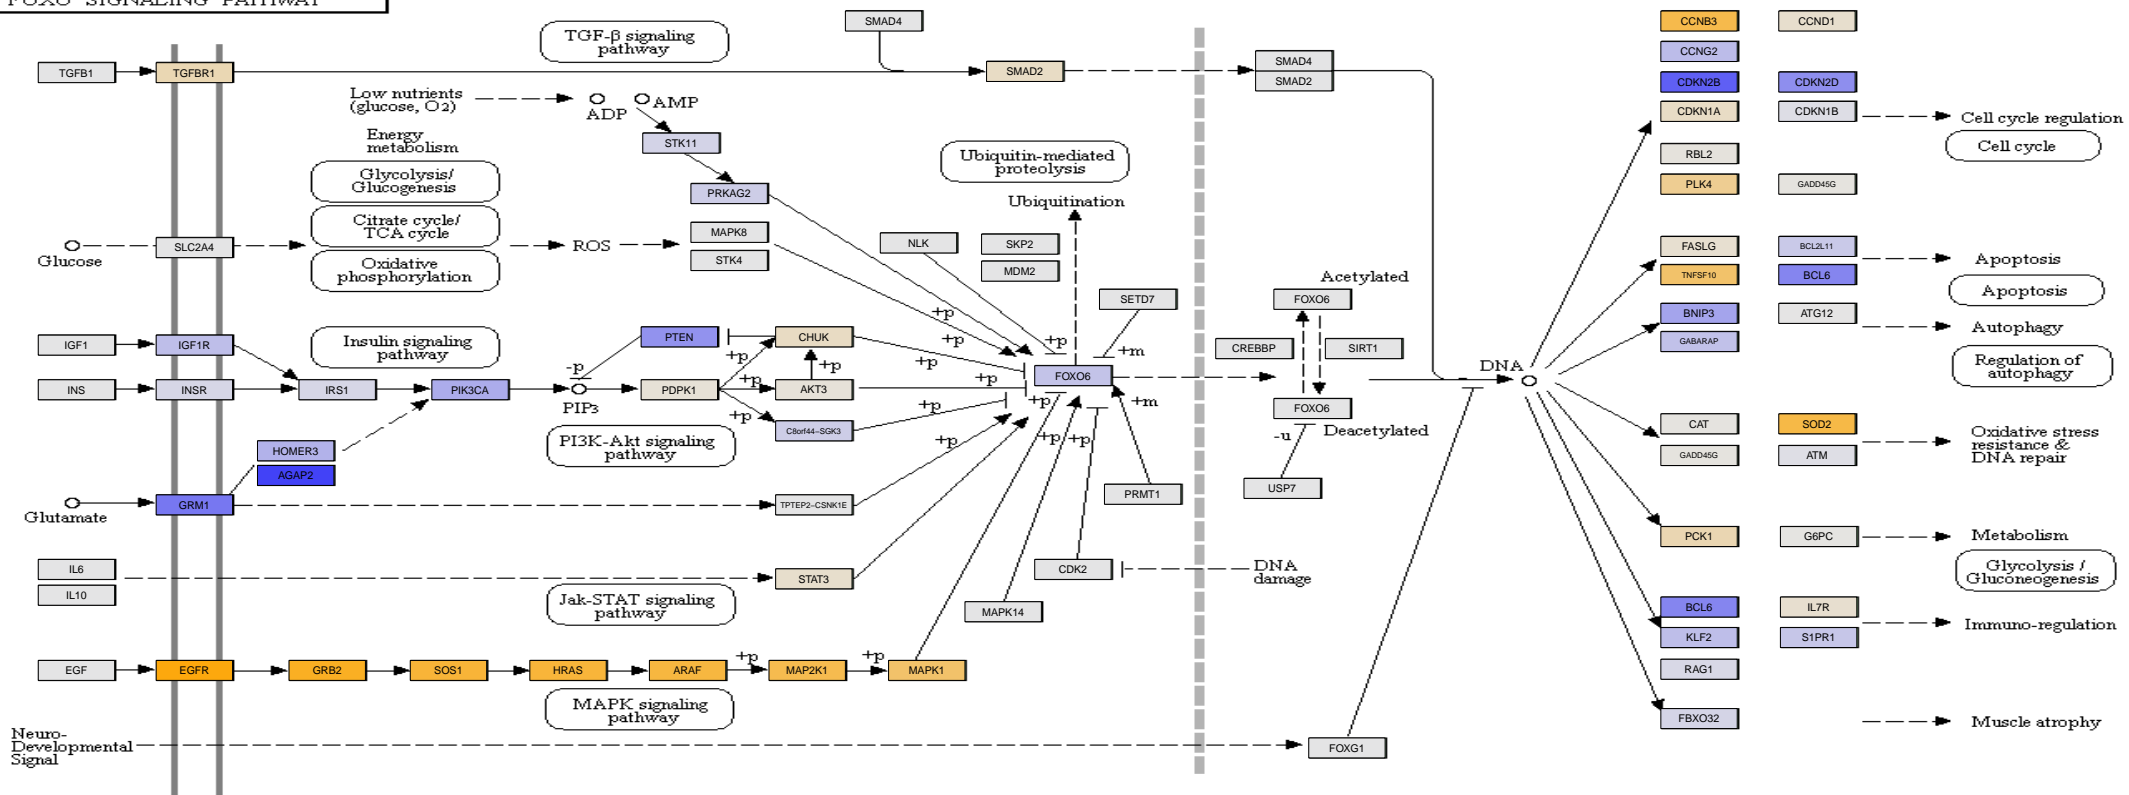 FOXO SIGNALING PATHWAY
SMAD4
TGF-β signaling
pathway
TGFB1
TGFBR1
SMAD2
SMAD4
SMAD2
Low nutrients
(glucose, O2)
ADP
AMP
Energy
metabolism
STK11
PRKAG2
Glycolysis/
Glucogenesis
Citrate cycle/
TCA cycle
Oxidative
phosphorylation
Glucose
SLC2A4
ROS
MAPK8
STK4
NLK
SKP2
MDM2
Ubiquitin-mediated
proteolysis
Ubiquitination
SETD7
Acetylated
FOXO6
CREBBP
SIRT1
FOXO6
Deacetylated
-u
USP7
+p
+p
+m
IGF1
IGF1R
Insulin signaling
pathway
PTEN
CHUK
+p
+p
+p
-p
INS
INSR
IRS1
PIK3CA
PIP3
PDPK1
+p
AKT3
+p
FOXO6
+p
C8orf44-SGK3
+p
+p
+m
PI3K-Akt signaling
pathway
HOMER3
AGAP2
+p
+p
+p
Glutamate
GRM1
TPTEP2-CSNK1E
PRMT1
IL6
IL10
STAT3
Jak-STAT signaling
pathway
CDK2
DNA
damage
MAPK14
EGF
EGFR
GRB2
SOS1
HRAS
ARAF
+p
MAP2K1
+p
MAPK1
MAPK signaling
pathway
Neuro-
Developmental
Signal
FOXG1
DNA
CCNB3
CCND1
CCNG2
CDKN2B
CDKN2D
CDKN1A
CDKN1B
Cell cycle regulation
Cell cycle
RBL2
PLK4
GADD45G
FASLG
BCL2L11
TNFSF10
BCL6
Apoptosis
Apoptosis
BNIP3
ATG12
GABARAP
Autophagy
Regulation of
autophagy
CAT
SOD2
GADD45G
ATM
Oxidative stress
resistance &
DNA repair
PCK1
G6PC
Metabolism
Glycolysis /
Gluconeogenesis
BCL6
IL7R
KLF2
S1PR1
Immuno-regulation
RAG1
FBXO32
Muscle atrophy